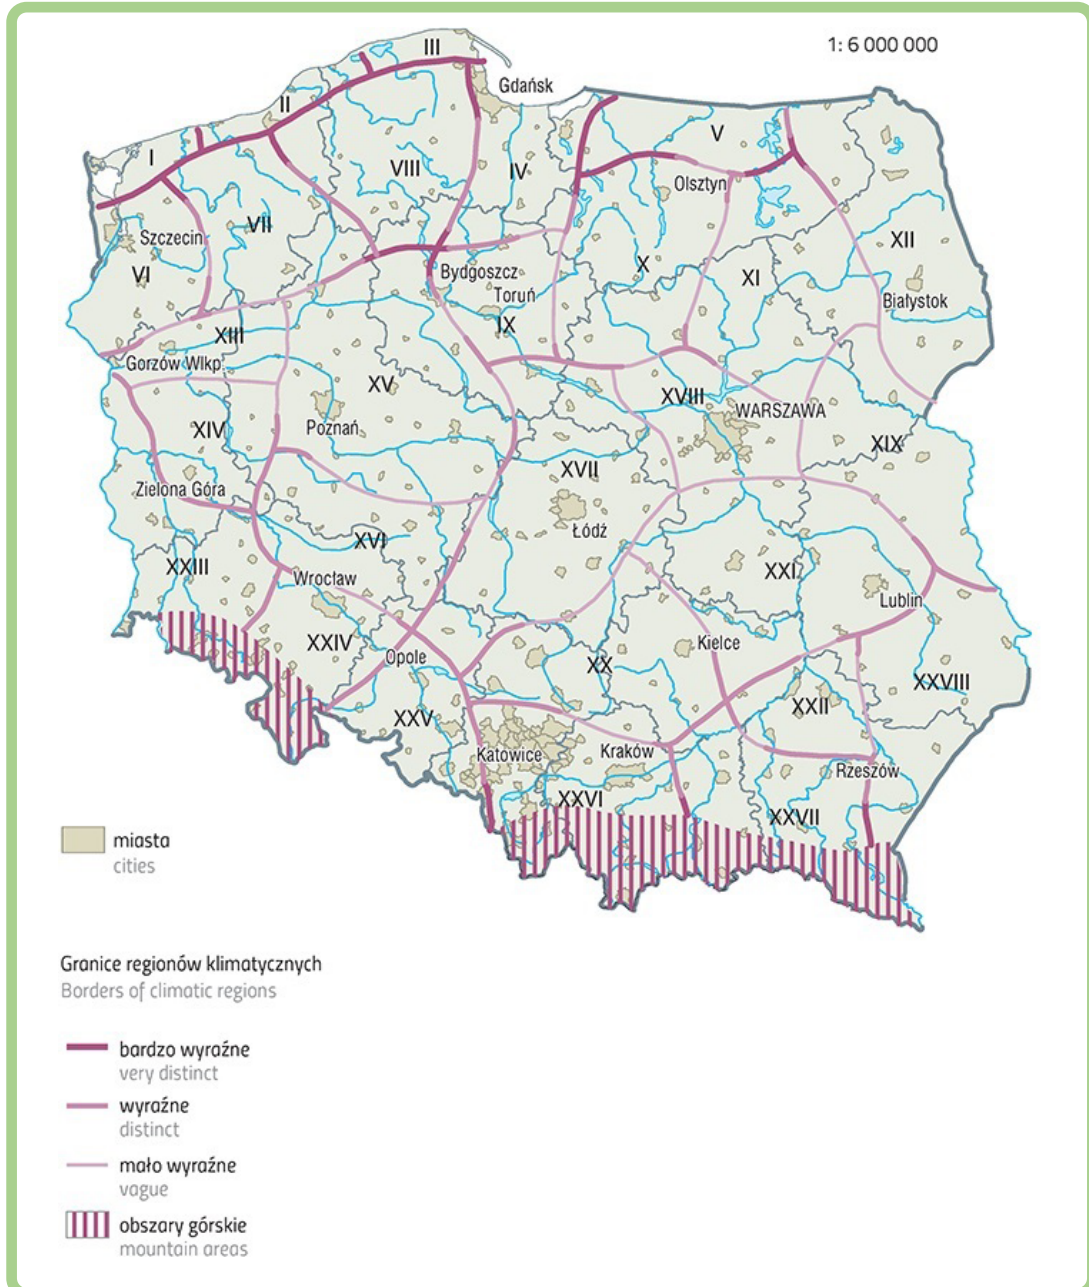 1: 6 000 000
III
Gdańsk
II
V
I
VIII
IV
Olsztyn
VII
Szczecin
XII
VI
X
XI
Bydgoszcz
Toruń
Białystok
IX
XIII
Gorzów Wlkp.
XV
XVIII
WARSZAWA
XIV
Poznań
XIX
XVII
Zielona Góra
Łódź
XVI
XXIII
Wrocław
XXI
Lublin
XXIV
Kielce
Opole
XX
XXVIII
XXV
XXII
Katowice
Kraków
Rzeszów
XXVI
XXVII
miasta
cities
Granice regionów klimatycznych
Borders of climatic regions
bardzo wyraźne
very distinct
wyraźne
distinct
mało wyraźne
vague
obszary górskie
mountain areas